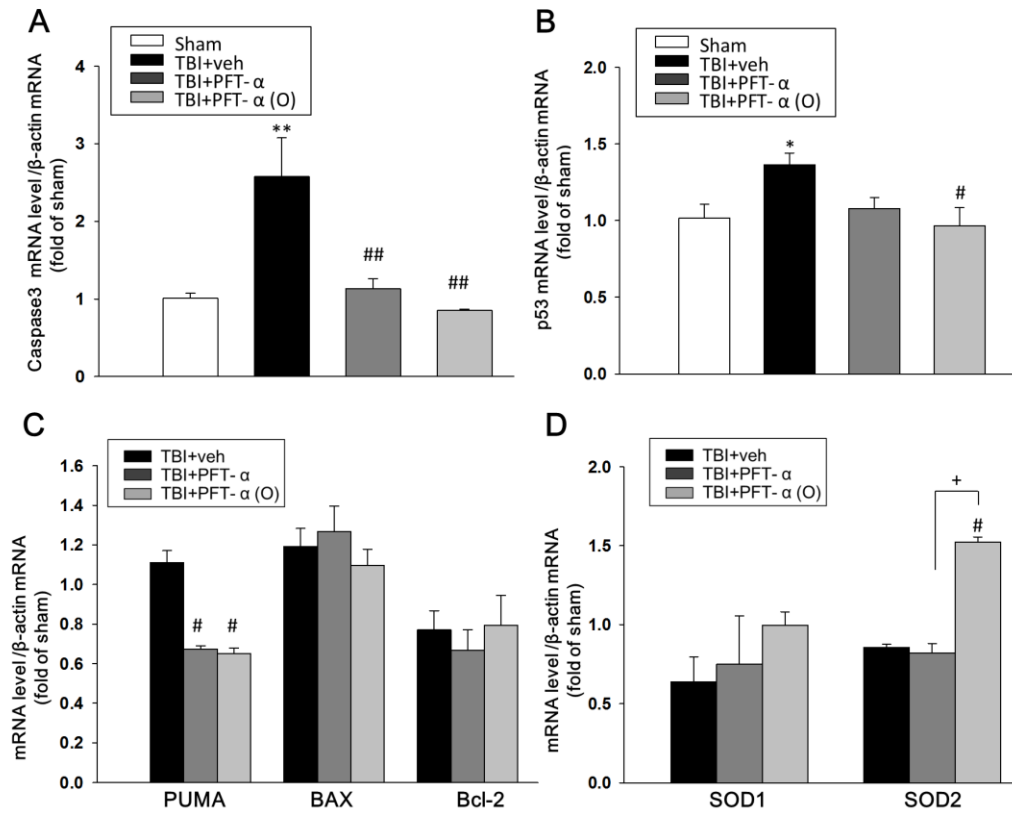 A
Sham
TBI+veh
TBI+PFT- α
TBI+PFT- α (O)
Caspase3 mRNA level /β-actin mRNA
(fold of sham)
4
3
2
1
0
**
##
##
B
Sham
TBI+veh
TBI+PFT- α
TBI+PFT- α (O)
p53 mRNA level /β-actin mRNA
(fold of sham)
2.0
1.5
1.0
0.5
0.0
*
#
C
TBI+veh
TBI+PFT- α
TBI+PFT- α (O)
mRNA level /β-actin mRNA
(fold of sham)
1.6
1.4
1.2
1.0
0.8
0.6
0.4
0.2
0.0
# #
PUMA BAX Bcl-2
D
TBI+veh
TBI+PFT- α
TBI+PFT- α (O)
mRNA level /β-actin mRNA
(fold of sham)
2.0
1.5
1.0
0.5
0.0
+
#
SOD1 SOD2